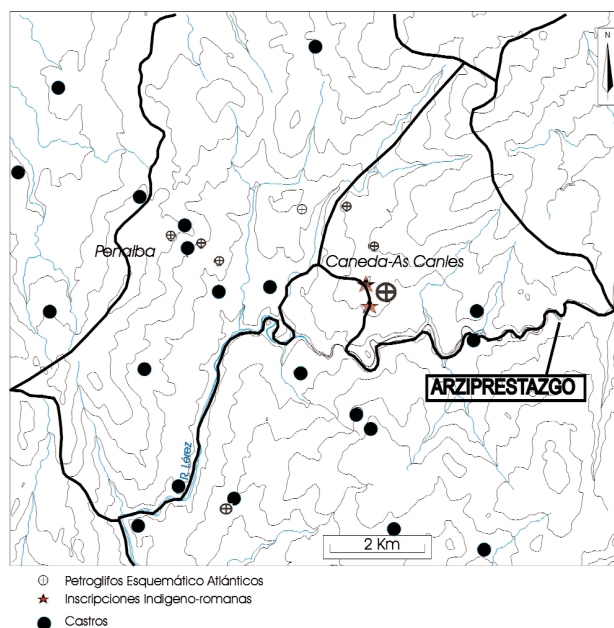 N
Penalba
Caneda-As Canles
ARZIPRESTAZGO
R. Lérez
2 Km
Petroglifos Esquemático Atlánticos
Inscripciones Indigeno-romanas
Castros